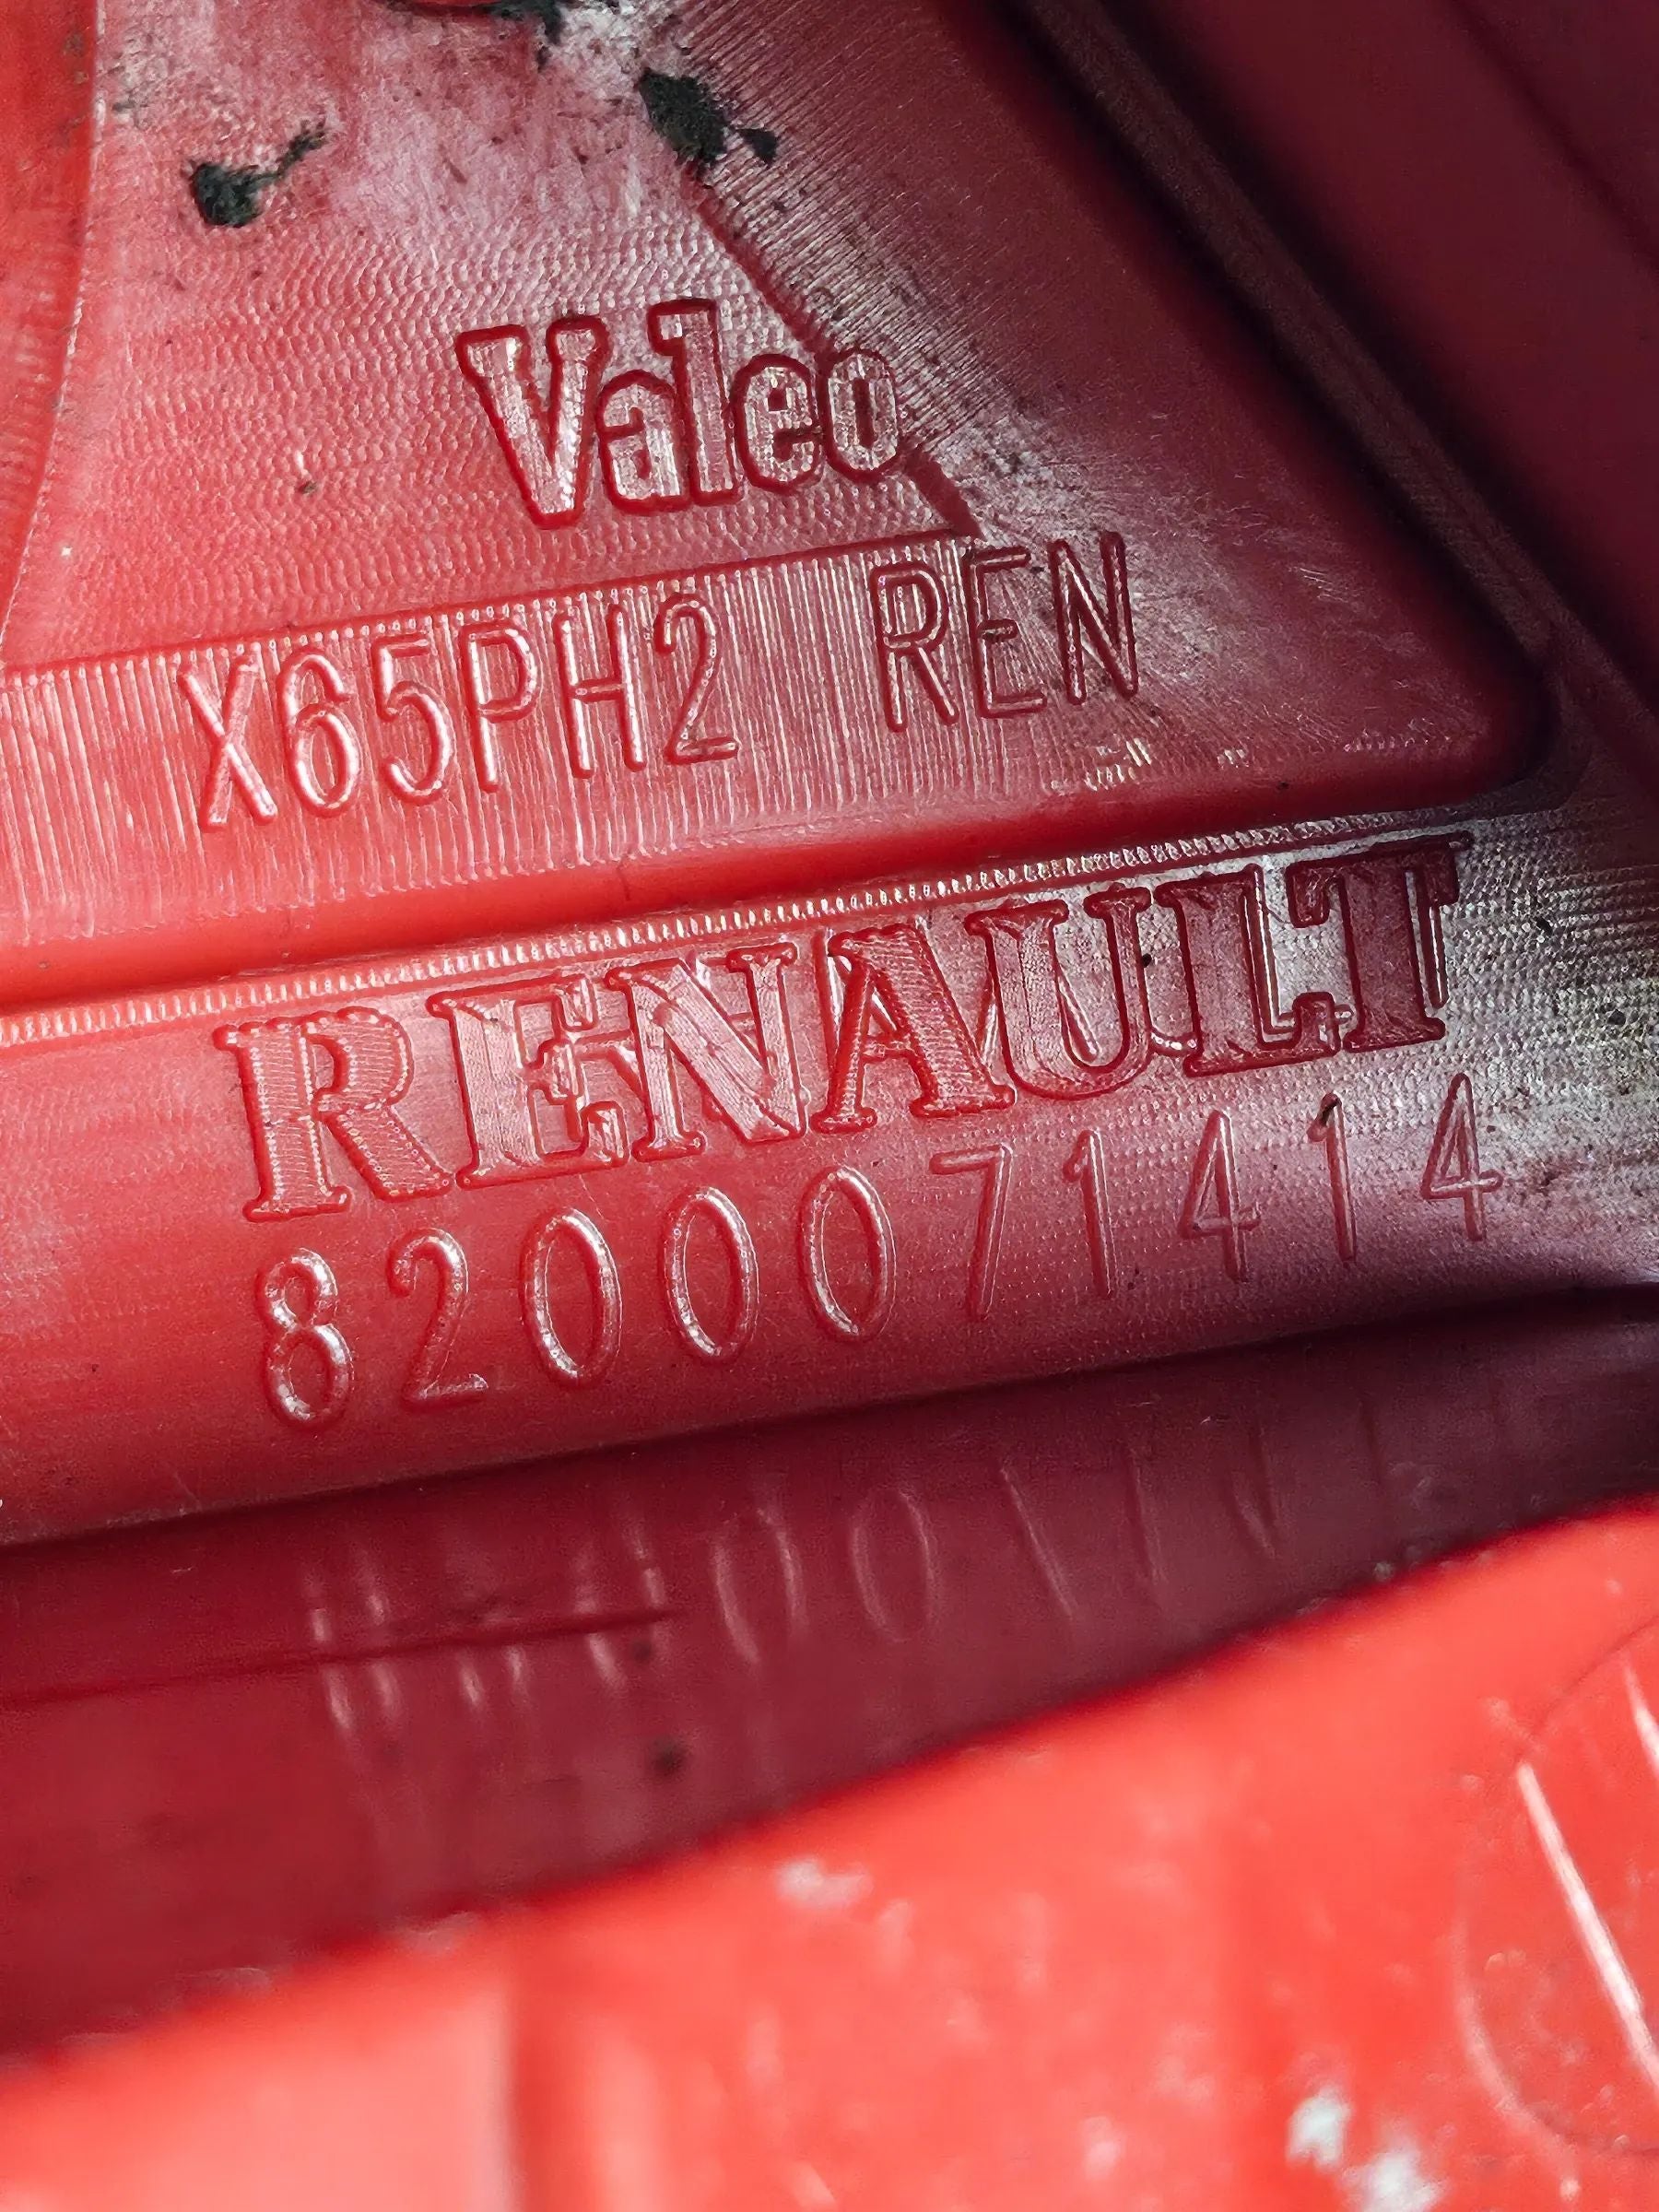 Valeo
X65PH2 REN
RENAULT
8200071414